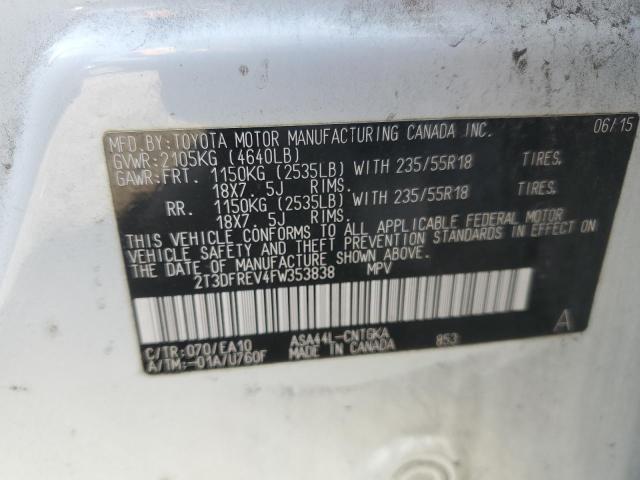 MFD.BY:TOYOTA MOTOR MANUFACTURING CANADA INC. 06/15
GVWR:2105KG (4640LB)
GAWR:FRT. 1150KG (2535LB) WITH 235/55R18 TIRES.
18X7. 5J RIMS.
RR. 1150KG (2535LB) WITH 235/55R18 TIRES.
18X7. 5J RIMS.
THIS VEHICLE CONFORMS TO ALL APPLICABLE FEDERAL MOTOR
VEHICLE SAFETY AND THEFT PREVENTION STANDARDS IN EFFECT ON
THE DATE OF MANUFACTURE SHOWN ABOVE.
2T3DFREV4FW353838 MPV
A
C/TR:070/EA10 ASA44L-CNTGKA 853
A/TM:-01A/U760F MADE IN CANADA